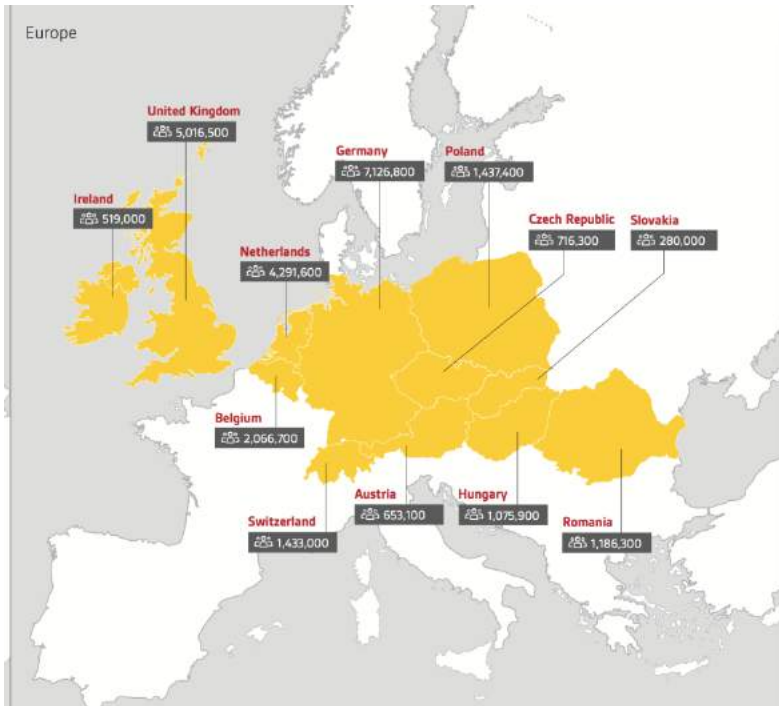 Europe
United Kingdom
5,016,500
Ireland
519,000
Germany
7,126,800
Poland
1,437,400
Czech Republic
716,300
Slovakia
280,000
Netherlands
4,291,600
Belgium
2,066,700
Switzerland
1,433,000
Austria
653,100
Hungary
1,075,900
Romania
1,186,300